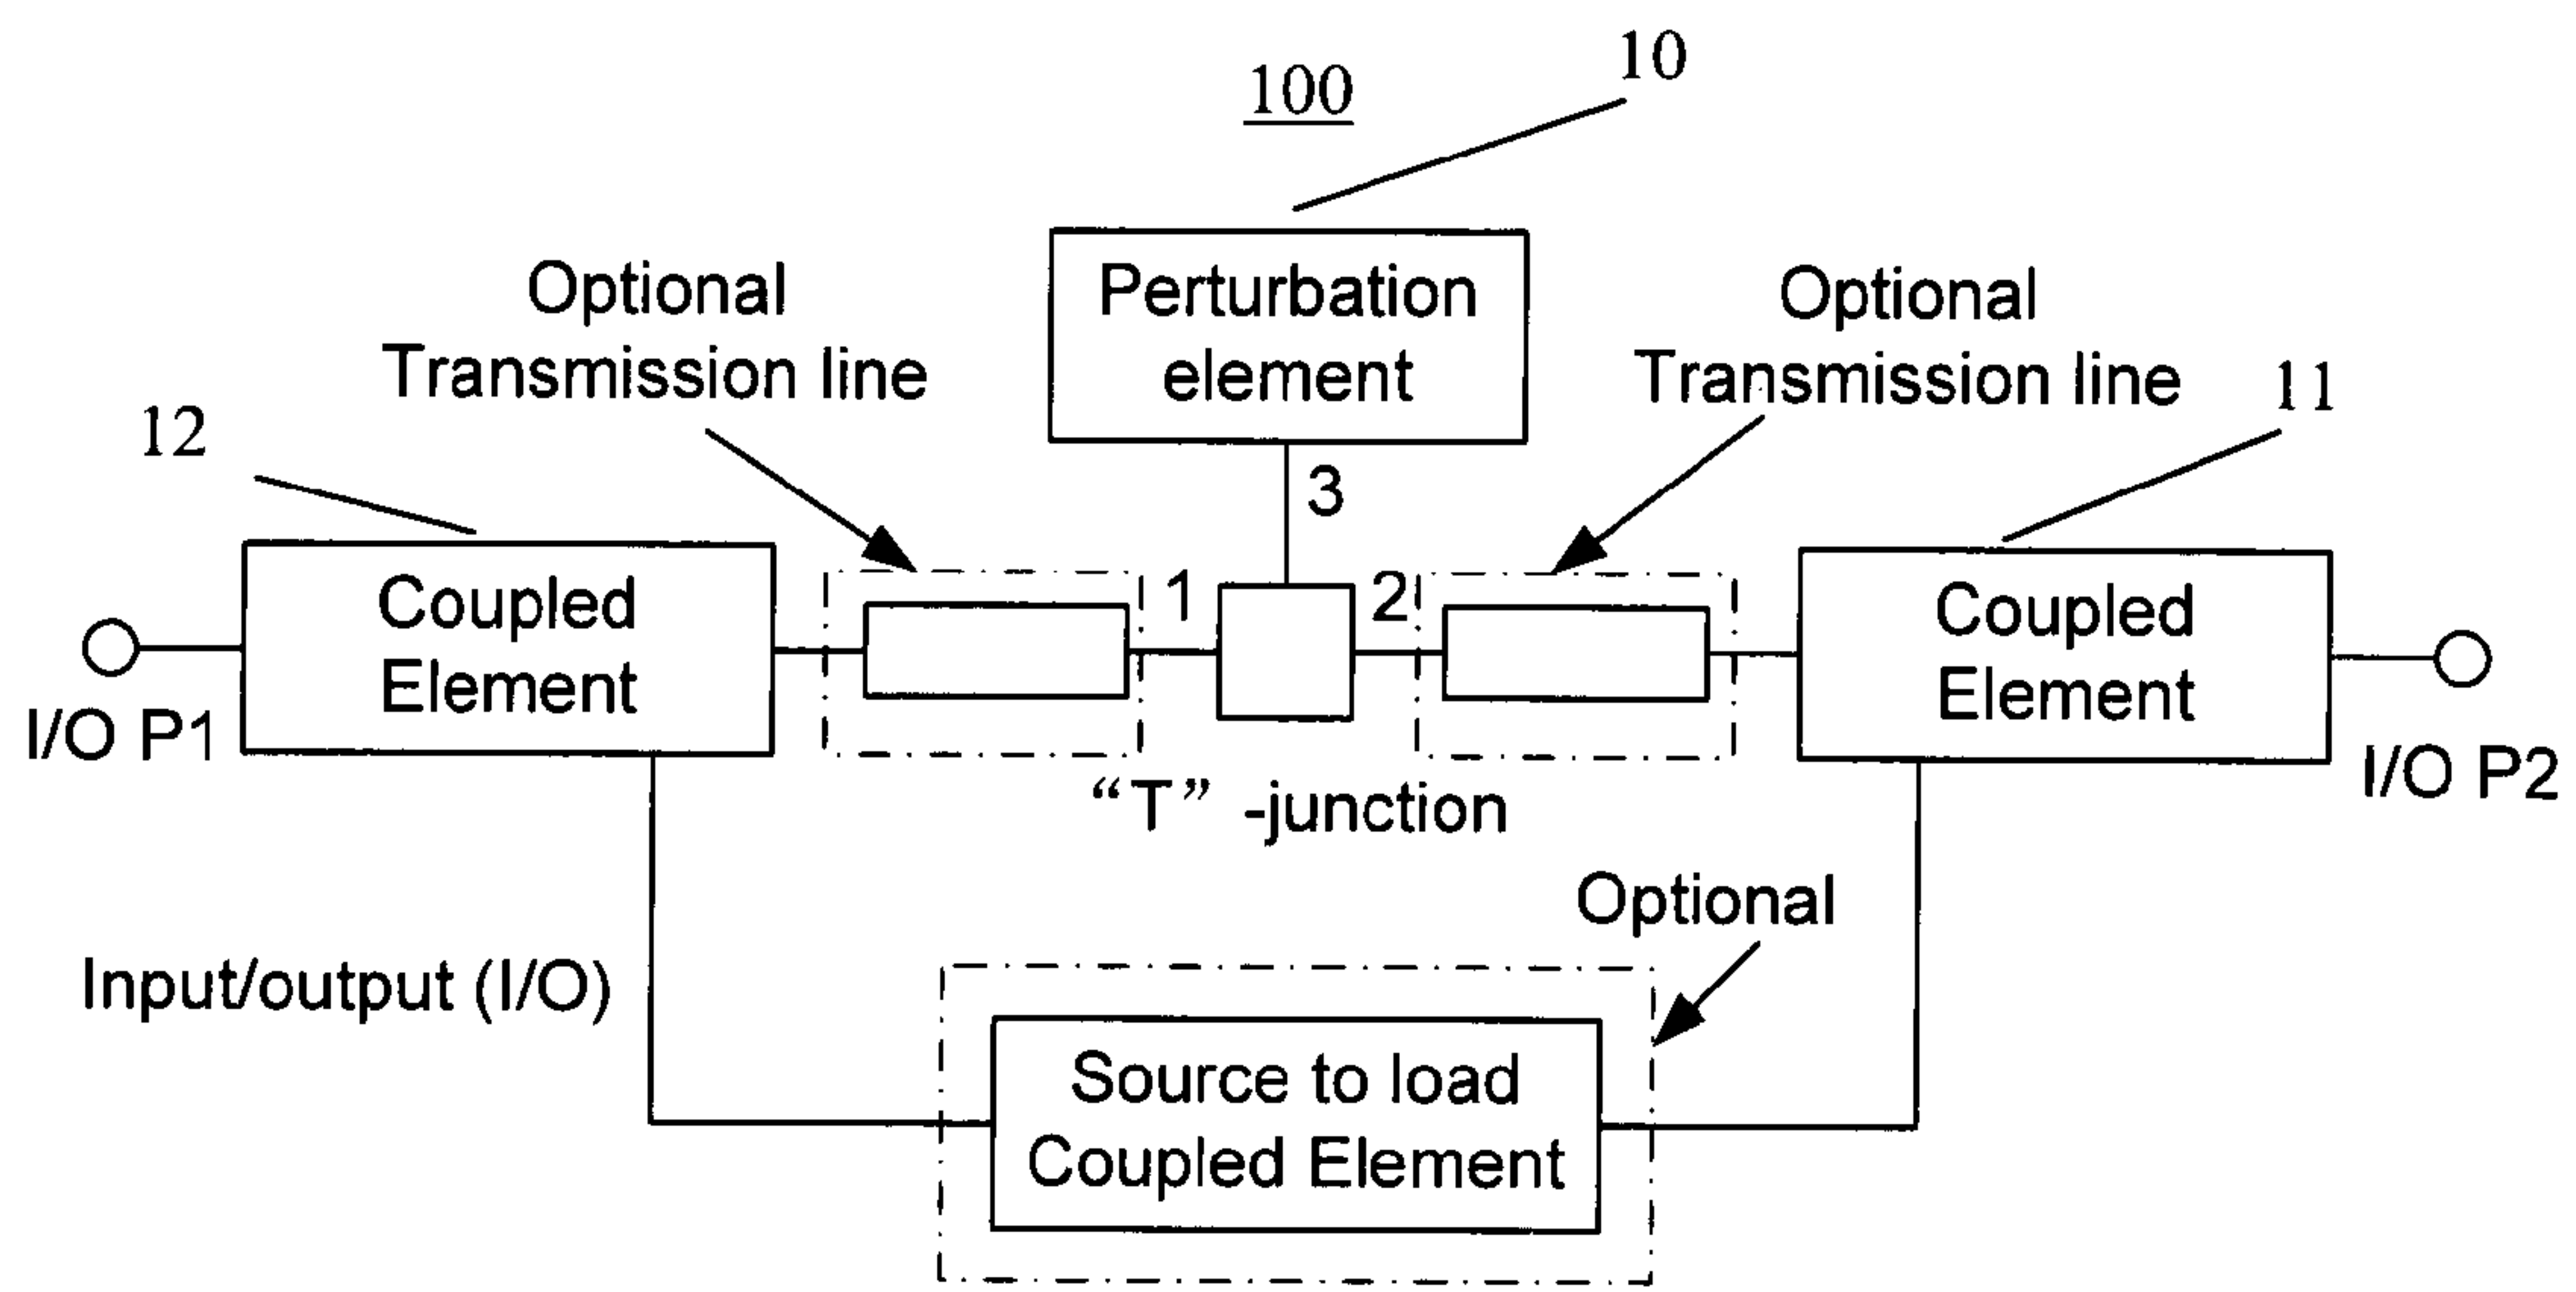 100
10
Optional
Transmission line
Perturbation
element
Optional
Transmission line
12
11
3
Coupled
Element
1
2
Coupled
Element
I/O P1
I/O P2
“T” -junction
Optional
Input/output (I/O)
Source to load
Coupled Element